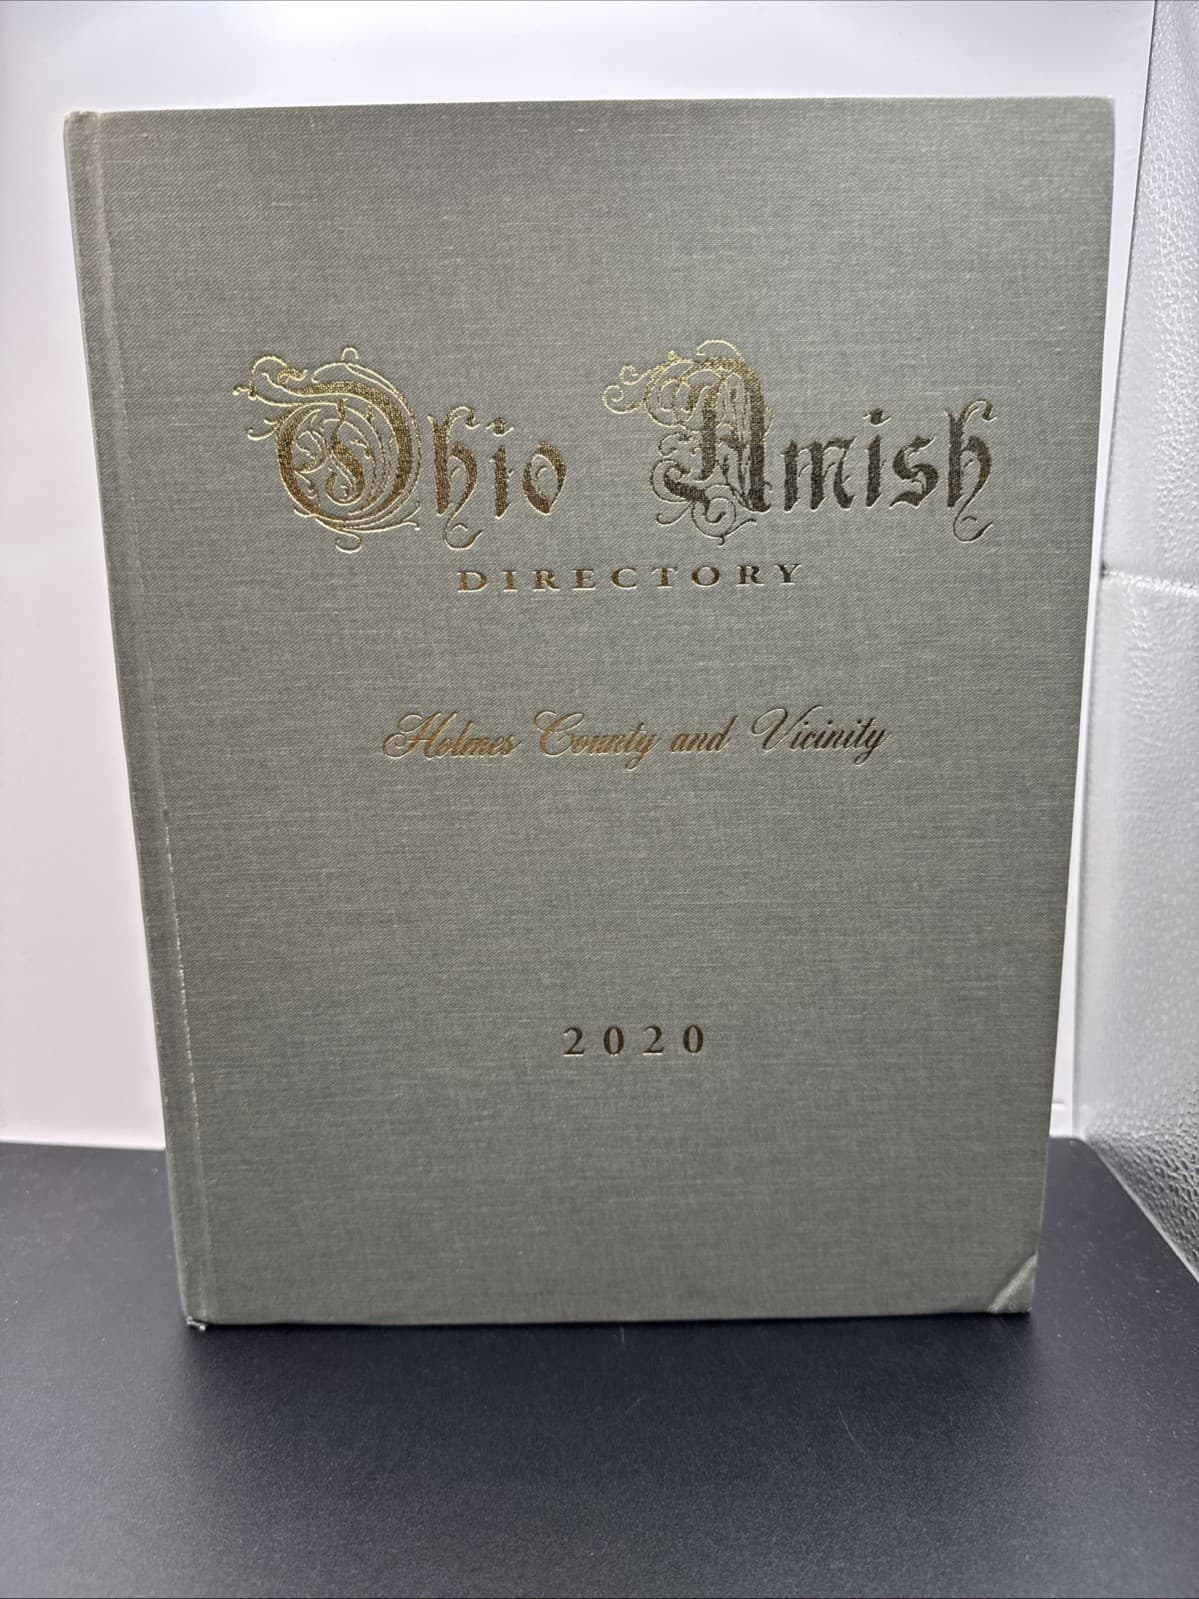 Ohio Amish
DIRECTORY
Holmes County and Vicinity
2020